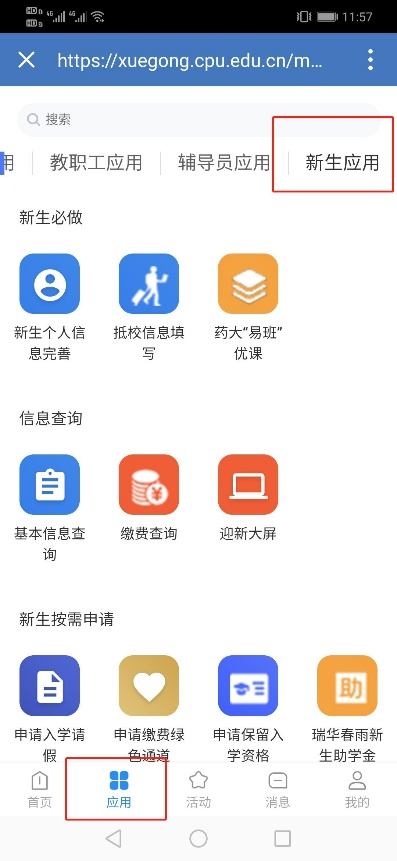 HD 4G 4G 11:57
HD
https://xuegong.cpu.edu.cn/m...
搜索
用 教职工应用 辅导员应用 新生应用
新生必做
新生个人信 抵校信息填 药大“易班”
息完善 写 优课
信息查询
基本信息查 缴费查询 迎新大屏
询
新生按需申请
助
申请入学请 申请缴费绿 申请保留入 瑞华春雨新
假 色通道 学资格 生助学金
首页 应用 活动 消息 我的